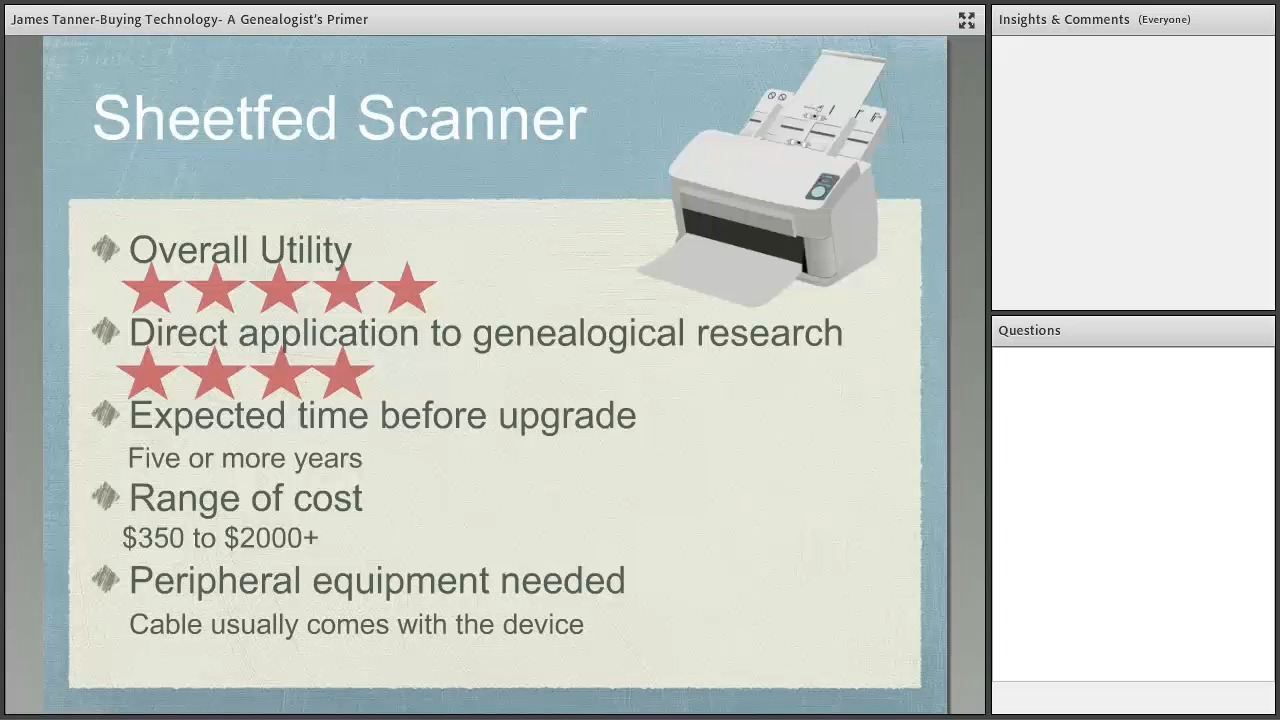 James Tanner-Buying Technology- A Genealogist's Primer
Insights & Comments (Everyone)
Sheetfed Scanner
Overall Utility
Direct application to genealogical research
Questions
Expected time before upgrade
Five or more years
Range of cost
$350 to $2000+
Peripheral equipment needed
Cable usually comes with the device